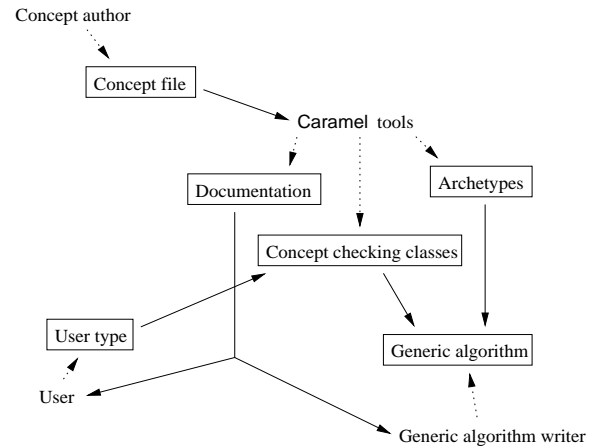 Concept author
Concept file
Caramel tools
Documentation
Archetypes
Concept checking classes
User type
Generic algorithm
User
Generic algorithm writer